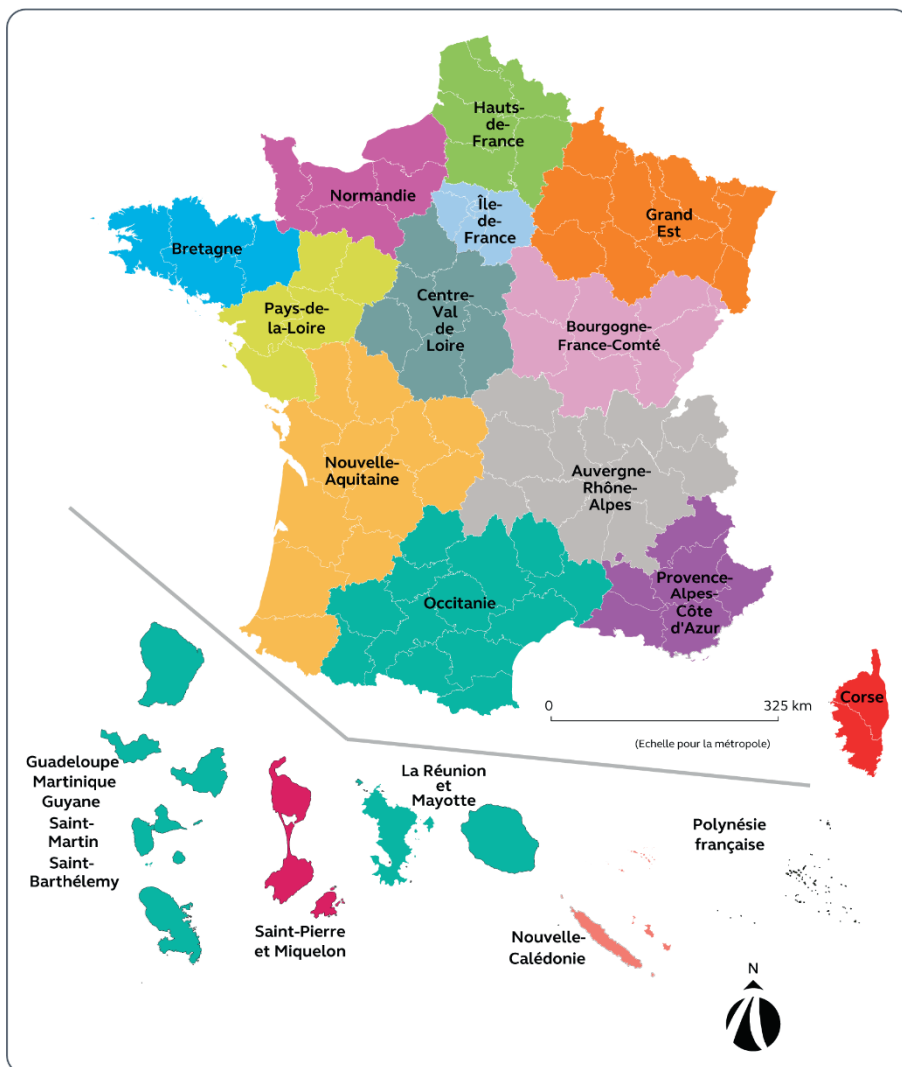 Hauts-
de-
France
Normandie
Île-
de-
France
Grand
Est
Bretagne
Pays-de-
la-Loire
Centre-
Val
de
Loire
Bourgogne-
France-Comté
Nouvelle-
Aquitaine
Auvergne-
Rhône-
Alpes
Occitanie
Provence-
Alpes-
Côte
d'Azur
Corse
0 325 km
(Echelle pour la métropole)
Guadeloupe
Martinique
Guyane
Saint-
Martin
Saint-
Barthélemy
Saint-Pierre
et Miquelon
La Réunion
et
Mayotte
Polynésie
française
Nouvelle-
Calédonie
N